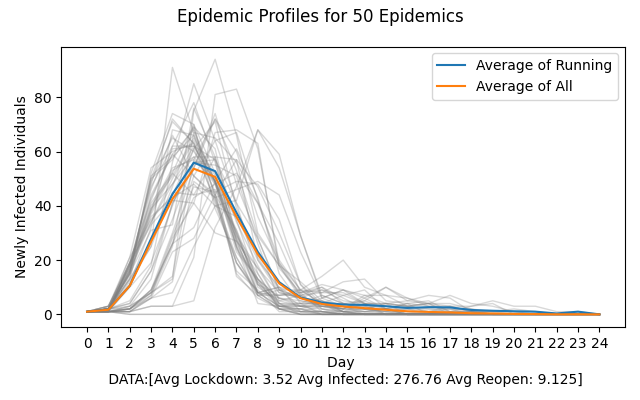 Epidemic Profiles for 50 Epidemics
Newly Infected Individuals
80
60
40
20
0
Average of Running
Average of All
0 1 2 3 4 5 6 7 8 9 10 11 12 13 14 15 16 17 18 19 20 21 22 23 24
Day
DATA:[Avg Lockdown: 3.52 Avg Infected: 276.76 Avg Reopen: 9.125]